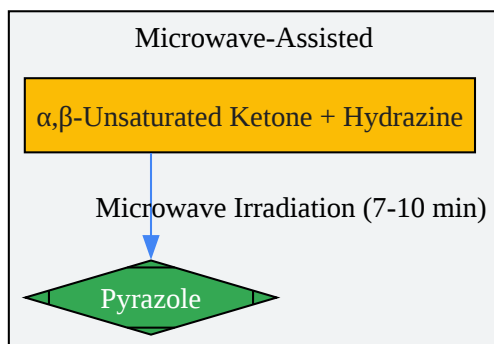 Microwave-Assisted
α,β-Unsaturated Ketone + Hydrazine
Microwave Irradiation (7-10 min)
Pyrazole